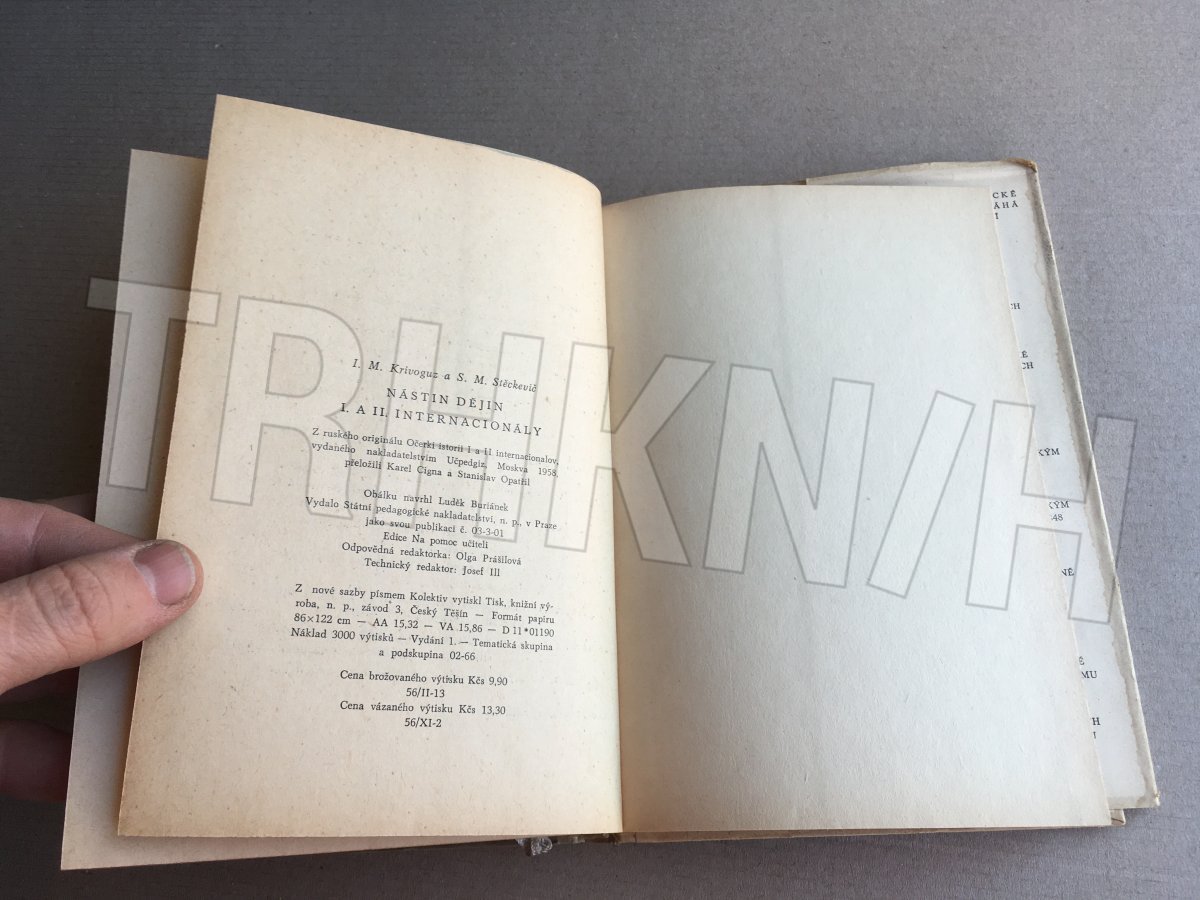 I. M. Krivoguz a S. M. Stěckevič
NÁSTIN DĚJIN
I. A II. INTERNACIONÁLY
Z ruského originálu Očerki istorii I a II internacionalov,
vydaného nakladatelstvím Učpedgiz, Moskva 1958,
přeložili Karel Cigna a Stanislav Opatřil
Obálku navrhl Luděk Buriánek
Vydalo Státní pedagogické nakladatelství, n. p., v Praze
jako svou publikaci č. 03-3-01
Edice Na pomoc učiteli
Odpovědná redaktorka: Olga Prášilová
Technický redaktor: Josef Ill
Z nové sazby písmem Kolektiv vytiskl Tisk, knižní vý-
roba, n. p., závod 3, Český Těšín — Formát papíru
86×122 cm — AA 15,32 — VA 15,86 — D 11*01190
Náklad 3000 výtisků — Vydání 1. — Tematická skupina
a podskupina 02-66
Cena brožovaného výtisku Kčs 9,90
56/II-13
Cena vázaného výtisku Kčs 13,30
56/XI-2
TRHKNIH